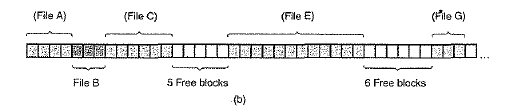 (File A) (File C) (File E) (File G)
File B 5 Free blocks 6 Free blocks
...
(b)